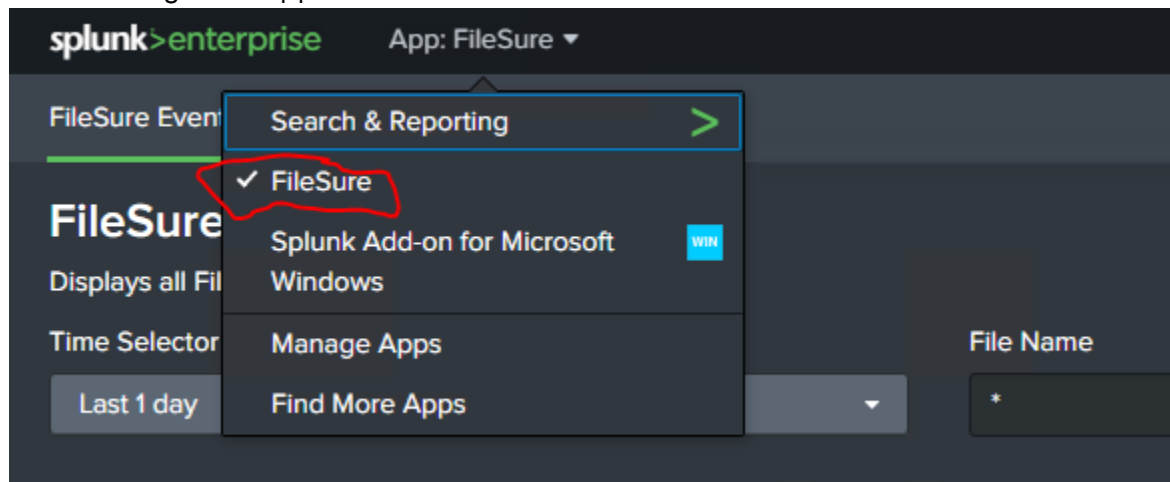 splunk>enterprise App: FileSure
FileSure Even
Search & Reporting >
FileSure
FileSure
Splunk Add-on for Microsoft
Windows
WIN
Displays all Fil
Time Selector
Manage Apps
File Name
Last 1 day
Find More Apps
*